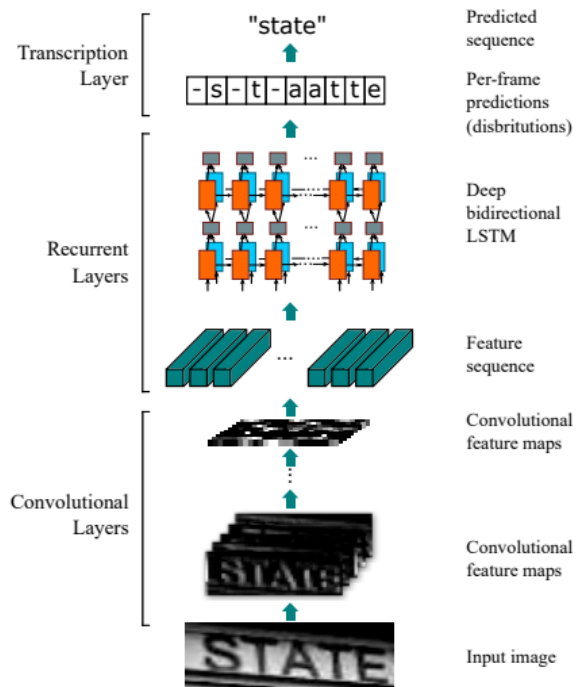 "state"
Predicted
sequence
Transcription
Layer
-s-t-aatte
Per-frame
predictions
(disbritutions)
...
Deep
bidirectional
LSTM
Recurrent
Layers
...
Feature
sequence
Convolutional
feature maps
Convolutional
Layers
STATE
Convolutional
feature maps
STATE
Input image